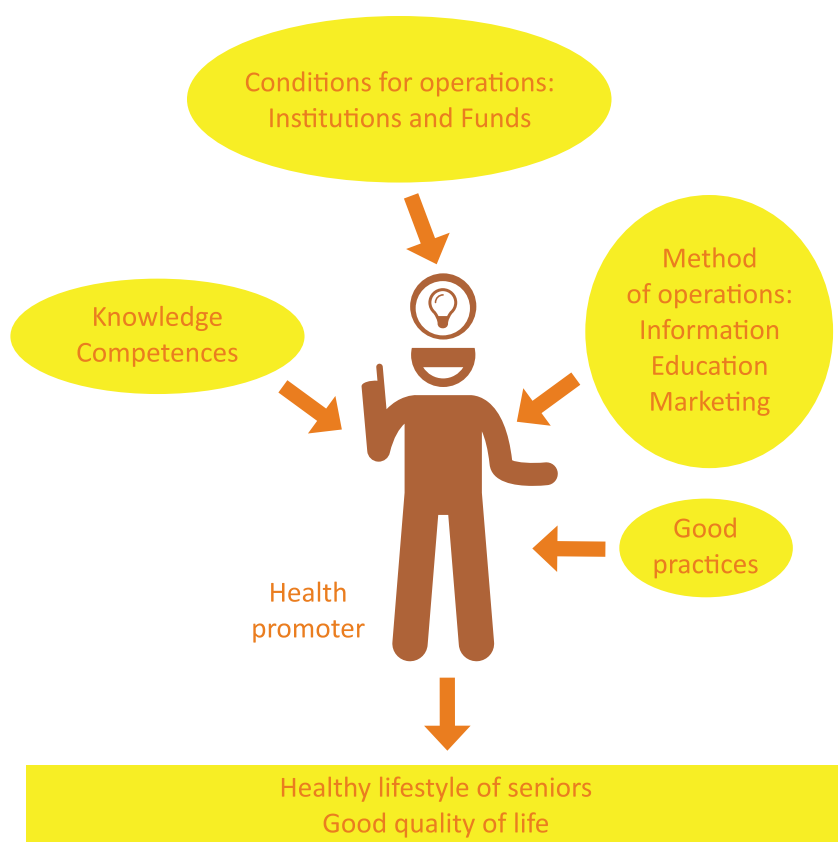 Conditions for operations:
Institutions and Funds
Knowledge
Competences
Method
of operations:
Information
Education
Marketing
Good
practices
Health
promoter
Healthy lifestyle of seniors
Good quality of life